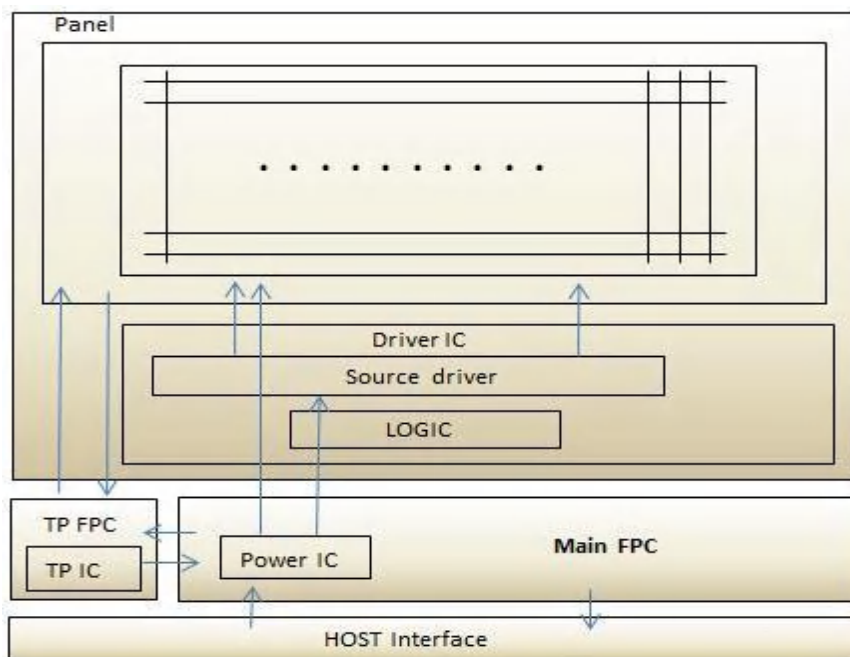 Panel
Driver IC
Source driver
LOGIC
TP FPC
TP IC
Power IC
Main FPC
HOST Interface